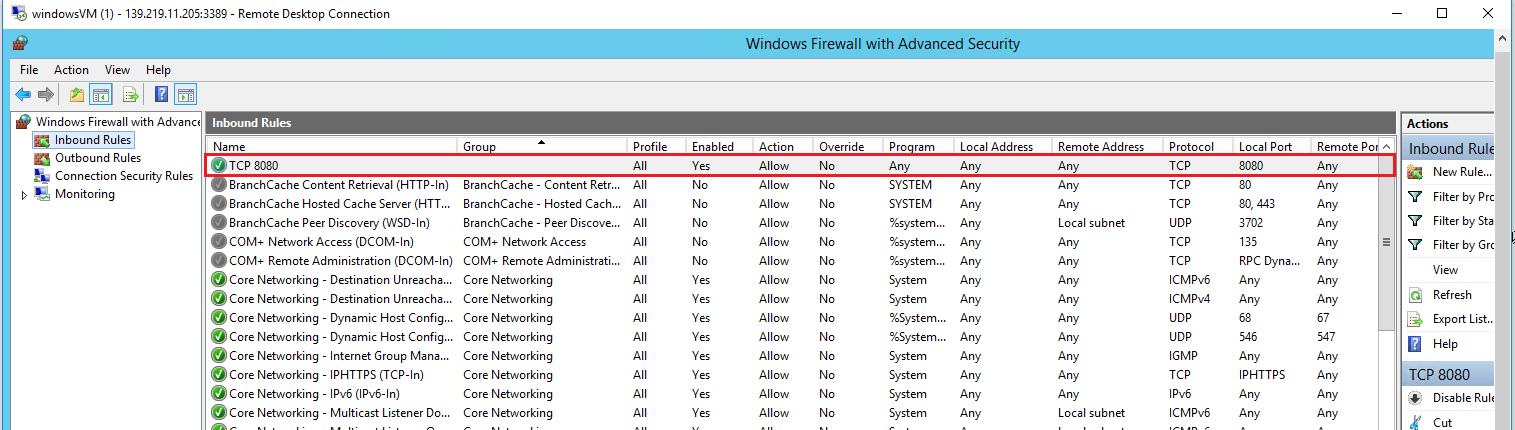 windowsVM (1) - 139.219.11.205:3389 - Remote Desktop Connection
Windows Firewall with Advanced Security
File Action View Help
Windows Firewall with Advance
Inbound Rules
Outbound Rules
Connection Security Rules
Monitoring
Inbound Rules
Name Group Profile Enabled Action Override Program Local Address Remote Address Protocol Local Port Remote Por
TCP 8080 All Yes Allow No Any Any Any TCP 8080 Any
BranchCache Content Retrieval (HTTP-In) BranchCache - Content Retr... All No Allow No SYSTEM Any Any TCP 80 Any
BranchCache Hosted Cache Server (HTT... BranchCache - Hosted Cach... All No Allow No SYSTEM Any Any TCP 80, 443 Any
BranchCache Peer Discovery (WSD-In) BranchCache - Peer Discove... All No Allow No %system... Any Local subnet UDP 3702 Any
COM+ Network Access (DCOM-In) COM+ Network Access All No Allow No %system... Any Any TCP 135 Any
COM+ Remote Administration (DCOM-In) COM+ Remote Administrati... All No Allow No %system... Any Any TCP RPC Dyna... Any
Core Networking - Destination Unreacha... Core Networking All Yes Allow No System Any Any ICMPv6 Any Any
Core Networking - Destination Unreacha... Core Networking All Yes Allow No System Any Any ICMPv4 Any Any
Core Networking - Dynamic Host Config... Core Networking All Yes Allow No %System... Any Any UDP 68 67
Core Networking - Dynamic Host Config... Core Networking All Yes Allow No %System... Any Any UDP 546 547
Core Networking - Internet Group Mana... Core Networking All Yes Allow No System Any Any IGMP Any Any
Core Networking - IPHTTPS (TCP-In) Core Networking All Yes Allow No System Any Any TCP IPHTTPS Any
Core Networking - IPv6 (IPv6-In) Core Networking All Yes Allow No System Any Any IPv6 Any Any
Core Networking - Multicast Listener Do... Core Networking All Yes Allow No System Any Local subnet ICMPv6 Any Any
Actions
Inbound Rule
New Rule...
Filter by Pro
Filter by Sta
Filter by Gro
View
Refresh
Export List...
Help
TCP 8080
Disable Rule
Cut